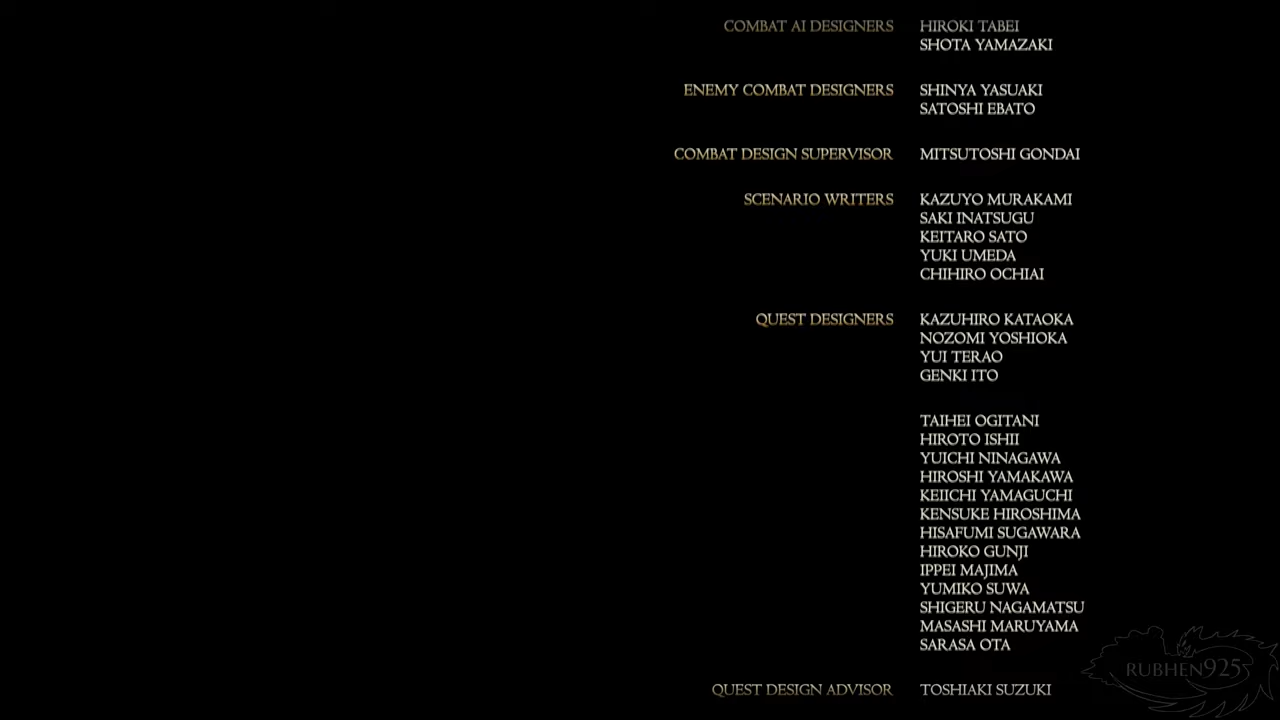 COMBAT AI DESIGNERS HIROKI TABEI
SHOTA YAMAZAKI
ENEMY COMBAT DESIGNERS SHINYA YASUAKI
SATOSHI EBATO
COMBAT DESIGN SUPERVISOR MITSUTOSHI GONDAI
SCENARIO WRITERS KAZUYO MURAKAMI
SAKI INATSUGU
KEITARO SATO
YUKI UMEDA
CHIHIRO OCHIAI
QUEST DESIGNERS KAZUHIRO KATAOKA
NOZOMI YOSHIOKA
YUI TERAO
GENKI ITO
TAIHEI OGITANI
HIROTO ISHII
YUICHI NINAGAWA
HIROSHI YAMAKAWA
KEIICHI YAMAGUCHI
KENSUKE HIROSHIMA
HISAFUMI SUGAWARA
HIROKO GUNJI
IPPEI MAJIMA
YUMIKO SUWA
SHIGERU NAGAMATSU
MASASHI MARUYAMA
SARASA OTA
RUBHEN925
QUEST DESIGN ADVISOR TOSHIAKI SUZUKI